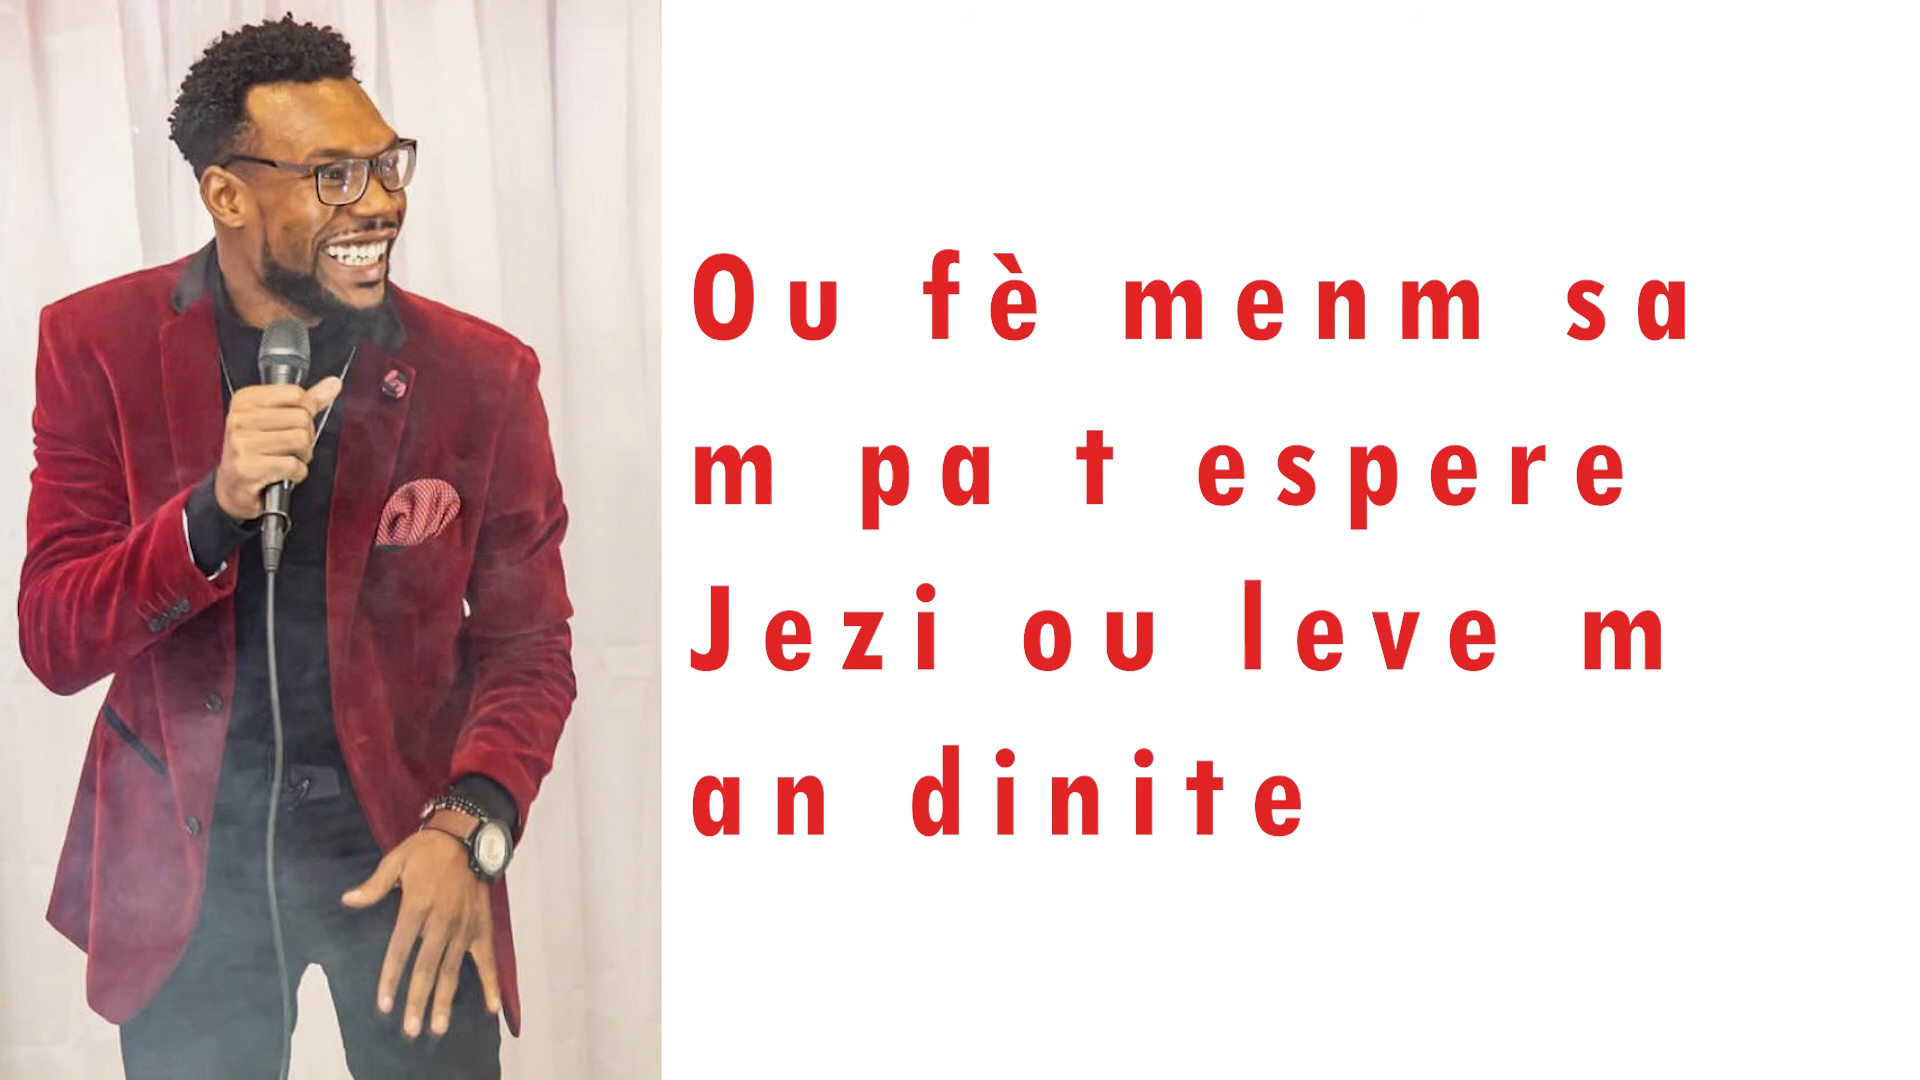 Ou fè menm sa
m pa t espere
Jezi ou leve m
an dinite